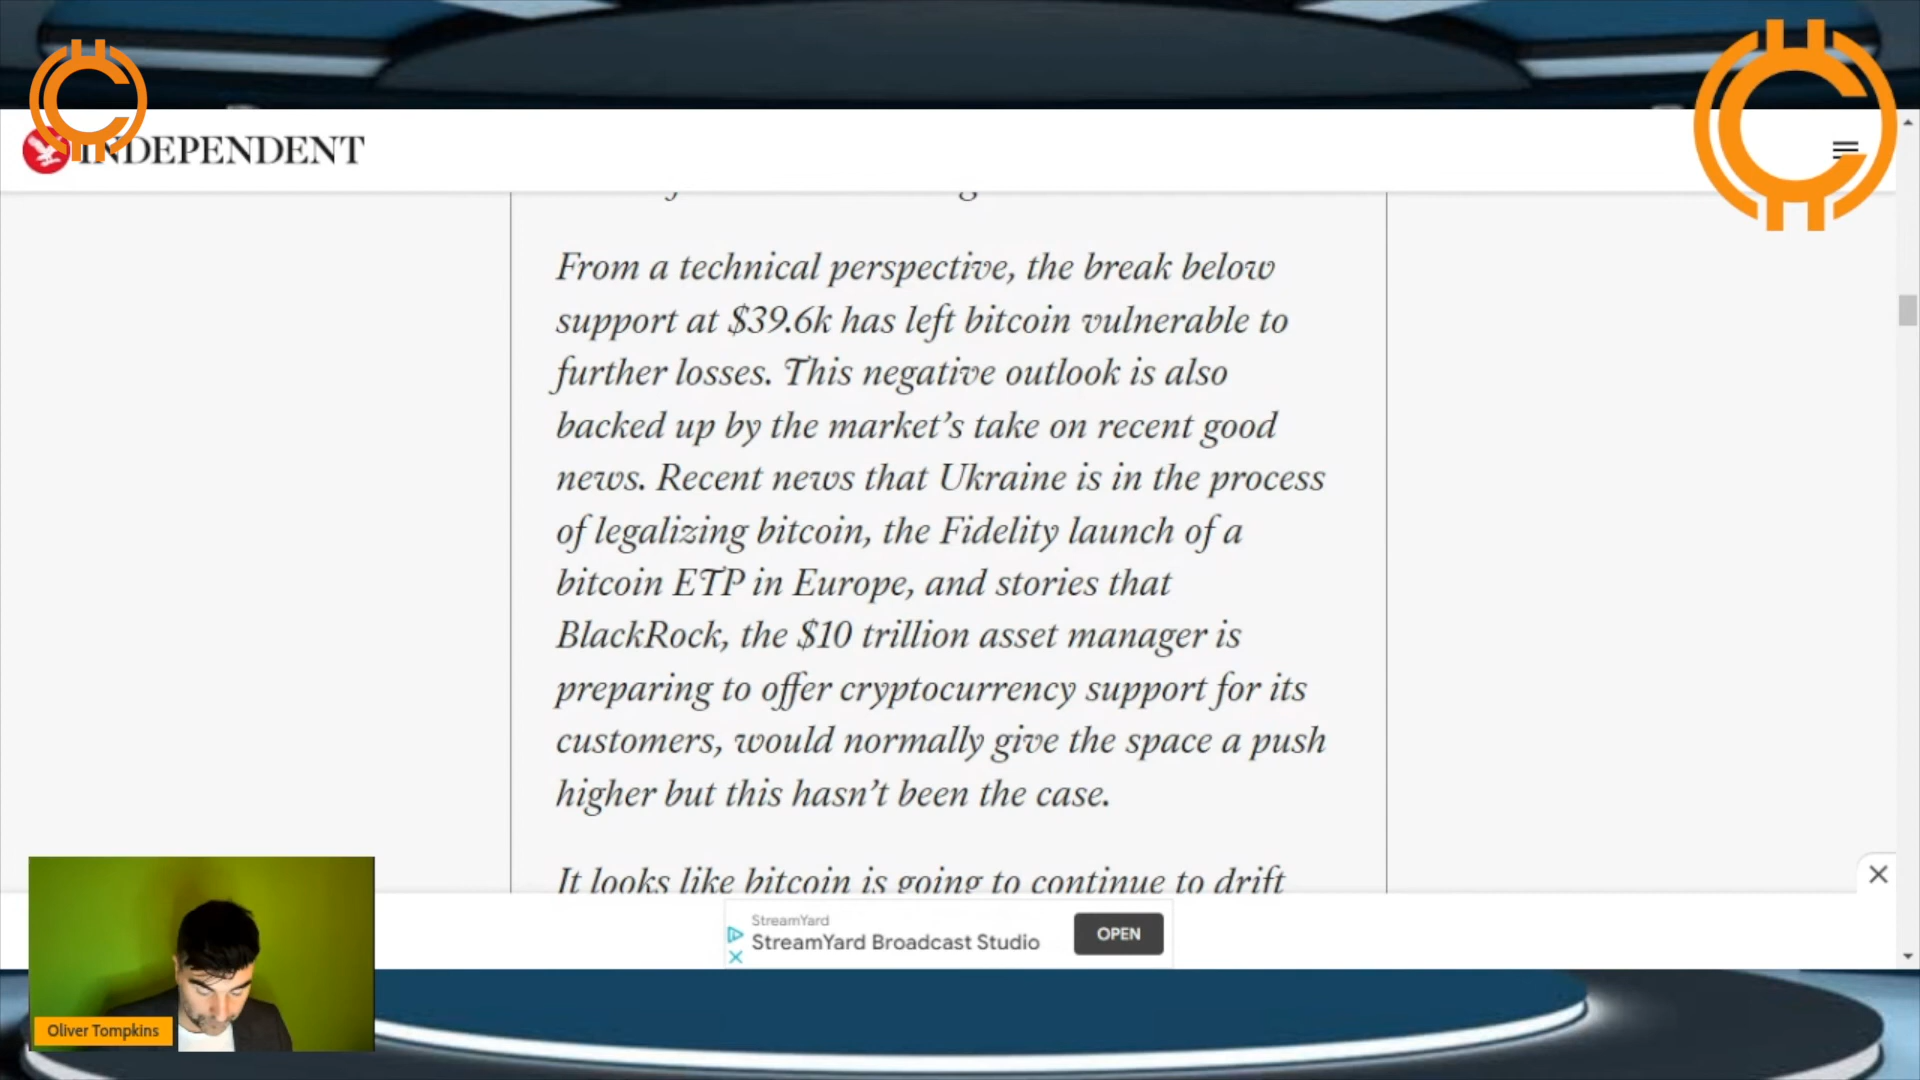 INDEPENDENT
From a technical perspective, the break below
support at $39.6k has left bitcoin vulnerable to
further losses. This negative outlook is also
backed up by the market’s take on recent good
news. Recent news that Ukraine is in the process
of legalizing bitcoin, the Fidelity launch of a
bitcoin ETP in Europe, and stories that
BlackRock, the $10 trillion asset manager is
preparing to offer cryptocurrency support for its
customers, would normally give the space a push
higher but this hasn’t been the case.
It looks like bitcoin is going to continue to drift
StreamYard
StreamYard Broadcast Studio
OPEN
Oliver Tompkins